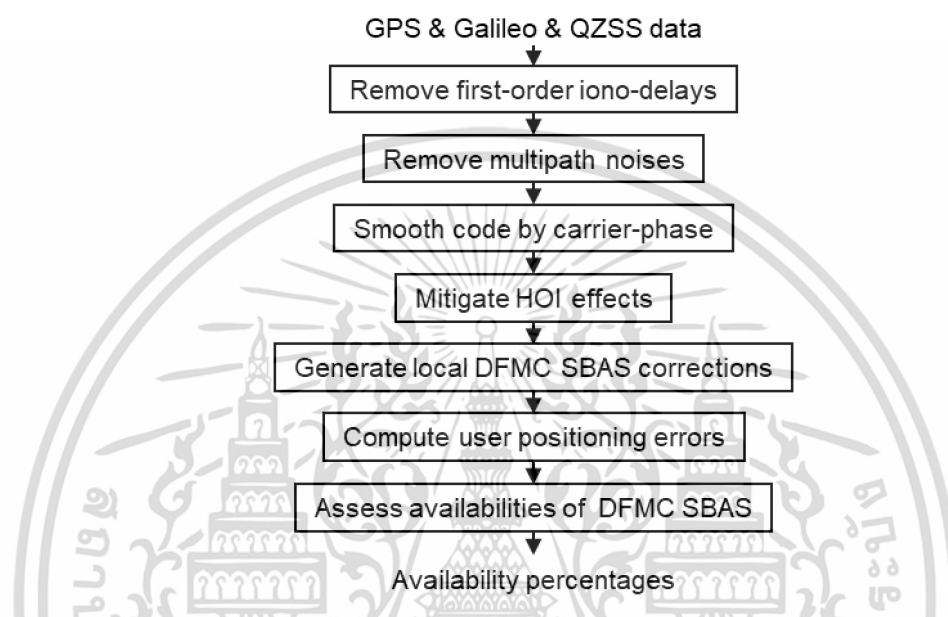 GPS & Galileo & QZSS data
Remove first-order iono-delays
Remove multipath noises
Smooth code by carrier-phase
Mitigate HOI effects
Generate local DFMC SBAS corrections
Compute user positioning errors
Assess availabilities of DFMC SBAS
Availability percentages